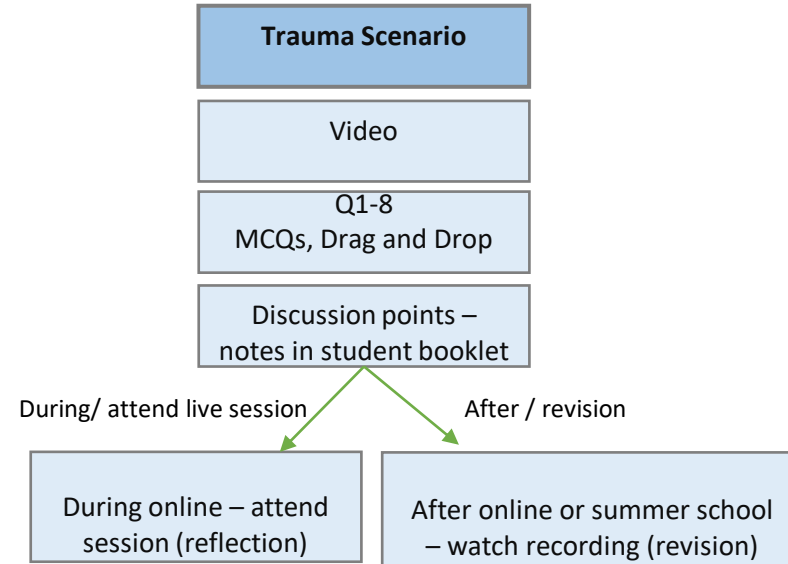 Trauma Scenario
Video
Q1-8
MCQs, Drag and Drop
Discussion points –
notes in student booklet
During/ attend live session
After / revision
During online – attend
session (reflection)
After online or summer school
– watch recording (revision)